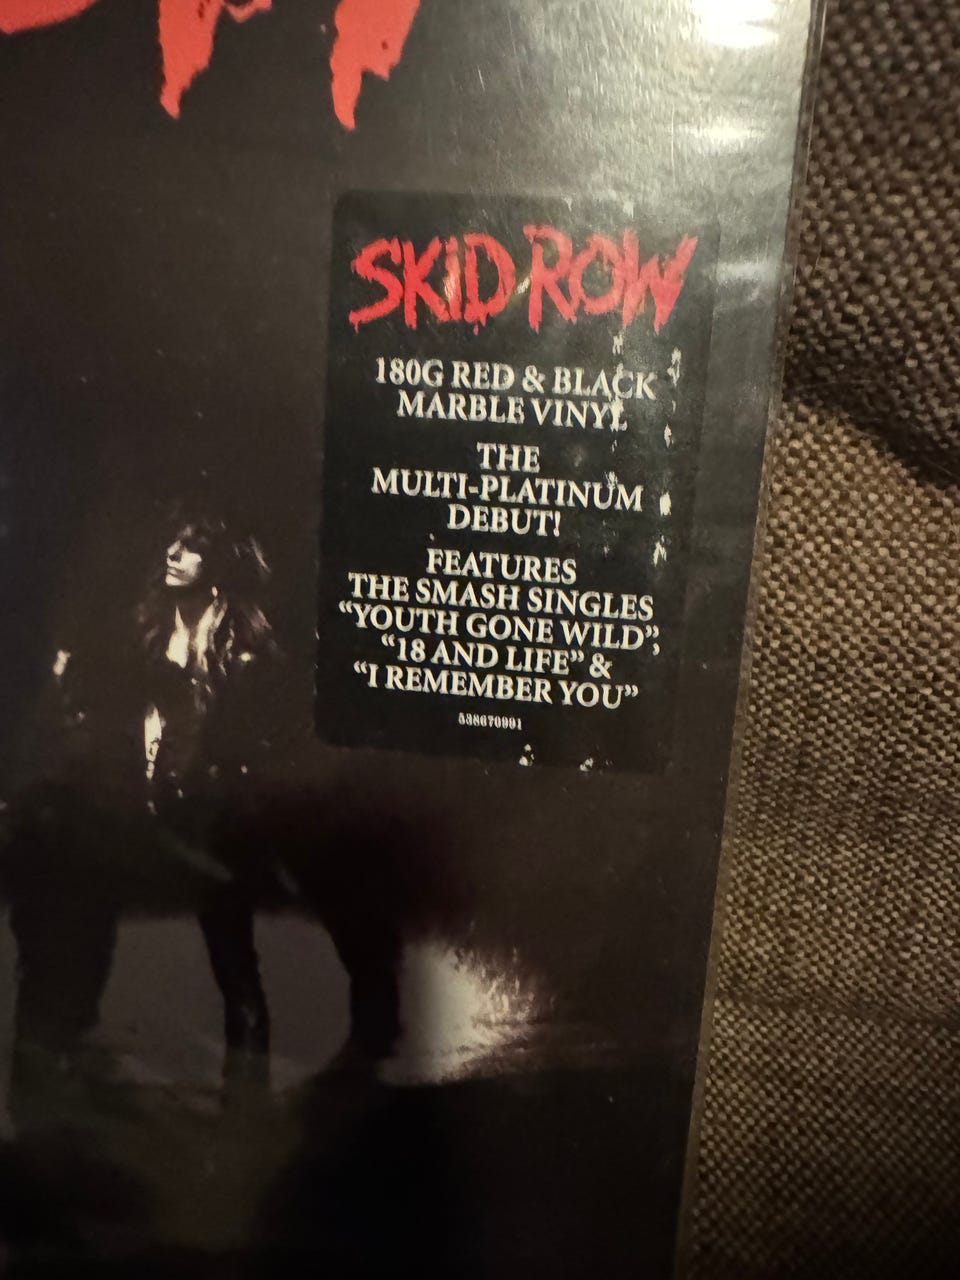 SKID ROW
180G RED & BLACK
MARBLE VINYL
THE
MULTI-PLATINUM
DEBUT!
FEATURES
THE SMASH SINGLES
“YOUTH GONE WILD”,
“18 AND LIFE” &
“I REMEMBER YOU”
538670991